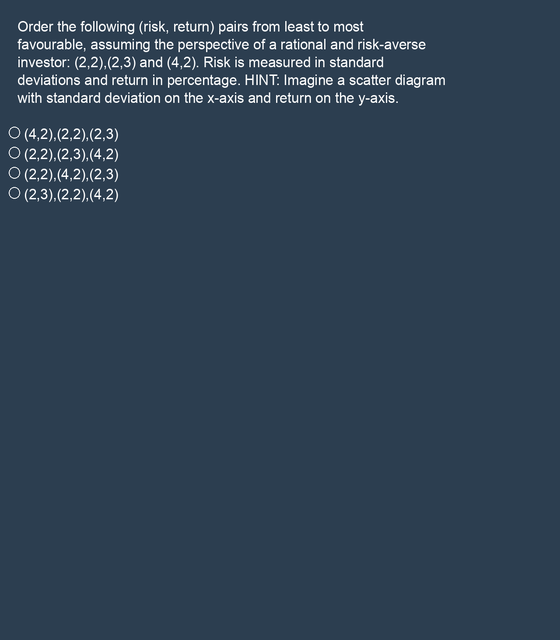 Order the following (risk, return) pairs from least to most
favourable, assuming the perspective of a rational and risk-averse
investor: (2,2),(2,3) and (4,2). Risk is measured in standard
deviations and return in percentage. HINT: Imagine a scatter diagram
with standard deviation on the x-axis and return on the y-axis.
(4,2),(2,2),(2,3)
(2,2),(2,3),(4,2)
(2,2),(4,2),(2,3)
(2,3),(2,2),(4,2)